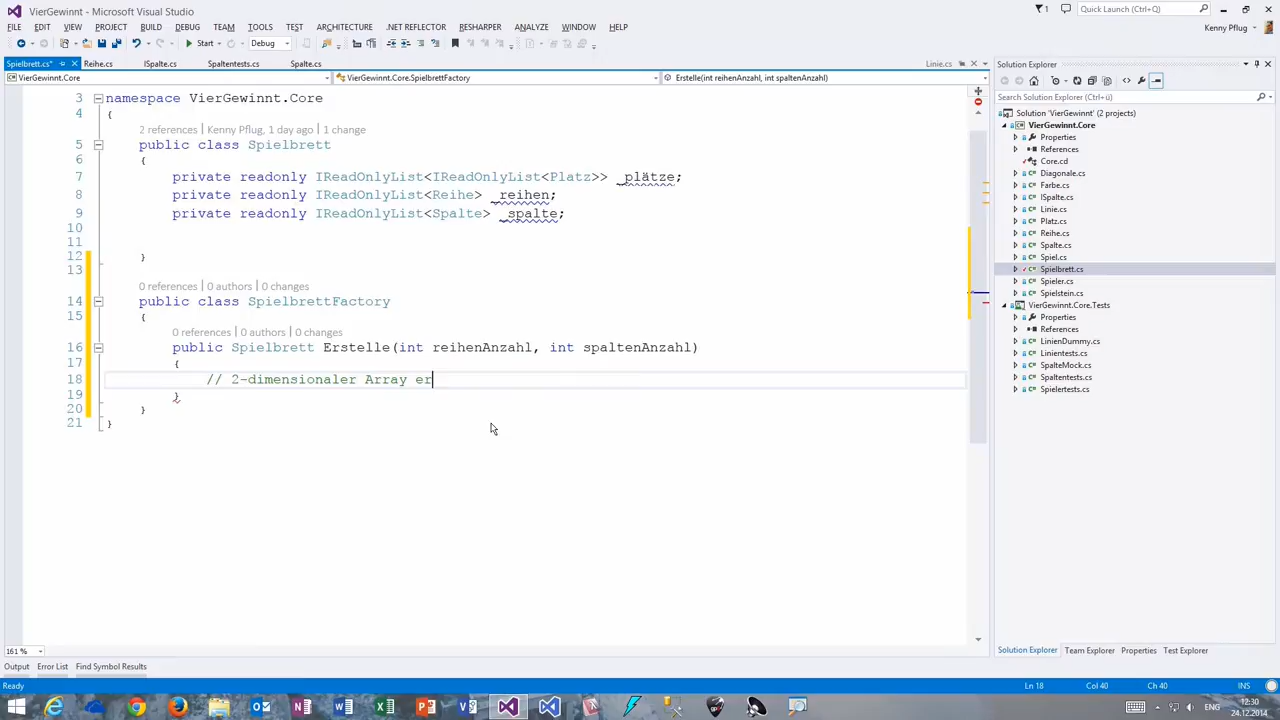 VierGewinnt - Microsoft Visual Studio
1
Quick Launch (Ctrl+Q)
FILE EDIT VIEW PROJECT BUILD DEBUG TEAM TOOLS TEST ARCHITECTURE .NET REFLECTOR RESHARPER ANALYZE WINDOW HELP
Kenny Pflug
Start
Debug
Spielbrett.cs* Reihe.cs ISpalte.cs Spaltentests.cs Spalte.cs Linie.cs
VierGewinnt.Core VierGewinnt.Core.SpielbrettFactory Erstelle(int reihenAnzahl, int spaltenAnzahl)
3 namespace VierGewinnt.Core
4 {
2 references | Kenny Pflug, 1 day ago | 1 change
5 public class Spielbrett
6 {
7 private readonly IReadOnlyList<IReadOnlyList<Platz>> _plätze;
8 private readonly IReadOnlyList<Reihe> _reihen;
9 private readonly IReadOnlyList<Spalte> _spalte;
10
11
12 }
13
0 references | 0 authors | 0 changes
14 public class SpielbrettFactory
15 {
0 references | 0 authors | 0 changes
16 public Spielbrett Erstelle(int reihenAnzahl, int spaltenAnzahl)
17 {
18 // 2-dimensionaler Array er
19 }
20 }
21 }
161 %
Solution Explorer
Search Solution Explorer (Ctrl+ü)
Solution 'VierGewinnt' (2 projects)
VierGewinnt.Core
Properties
References
Core.cd
Diagonale.cs
Farbe.cs
ISpalte.cs
Linie.cs
Platz.cs
Reihe.cs
Spalte.cs
Spiel.cs
Spielbrett.cs
Spieler.cs
Spielstein.cs
VierGewinnt.Core.Tests
Properties
References
LinienDummy.cs
Linientests.cs
SpalteMock.cs
Spaltentests.cs
Spielertests.cs
Solution Explorer Team Explorer Properties Test Explorer
Output Error List Find Symbol Results
Ready Ln 18 Col 40 Ch 40 INS
ENG
12:30
24.12.2014